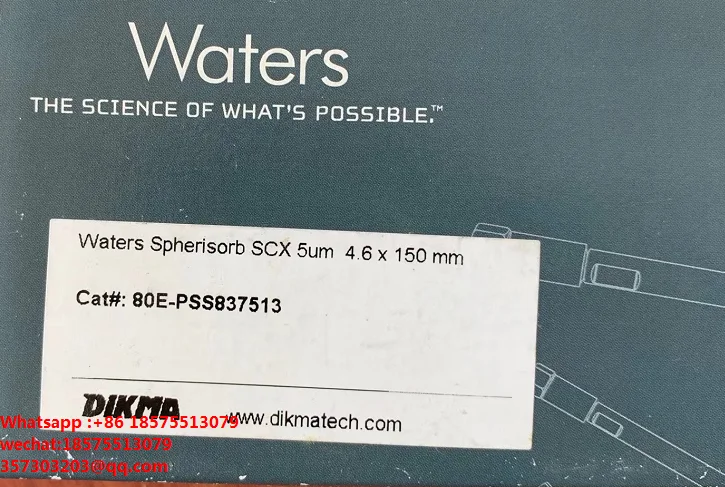 Waters
THE SCIENCE OF WHAT'S POSSIBLE.™
Waters Spherisorb SCX 5um 4.6 x 150 mm
Cat#: 80E-PSS837513
DIKMA www.dikmatech.com
Whatsapp :+86 18575513079
wechat:18575513079
357303203@qq.com